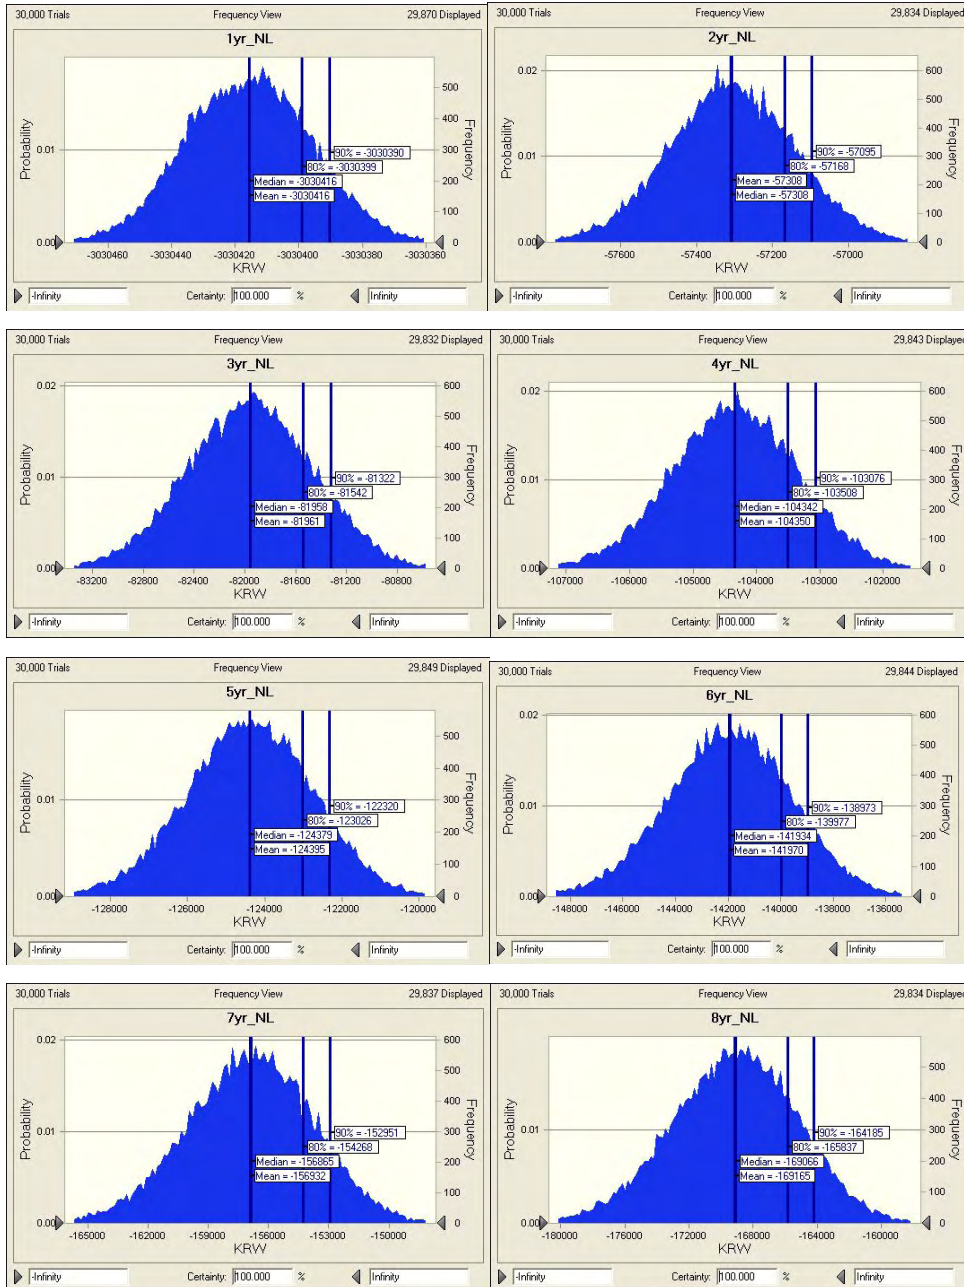 30,000 Trials Frequency View 29,870 Displayed
1yr_NL
Probability
Frequency
0.01
0.00
500
400
300
200
100
0
90% = -3030390
80% = -3030399
Median = -3030416
Mean = -3030416
-3030460 -3030440 -3030420 -3030400 -3030380 -3030360
KRW
-Infinity Certainty: 100.000 % Infinity
30,000 Trials Frequency View 29,834 Displayed
2yr_NL
Probability
Frequency
0.02
0.01
0.00
600
500
400
300
200
100
0
90% = -57095
80% = -57168
Median = -57308
Mean = -57308
-57600 -57400 -57200 -57000
KRW
-Infinity Certainty: 100.000 % Infinity
30,000 Trials Frequency View 29,832 Displayed
3yr_NL
Probability
Frequency
0.02
0.01
0.00
600
500
400
300
200
100
0
90% = -81322
80% = -81542
Median = -81958
Mean = -81961
-83200 -82800 -82400 -82000 -81600 -81200 -80800
KRW
-Infinity Certainty: 100.000 % Infinity
30,000 Trials Frequency View 29,843 Displayed
4yr_NL
Probability
Frequency
0.02
0.01
0.00
600
500
400
300
200
100
0
90% = -103076
80% = -103508
Median = -104342
Mean = -104350
-107000 -106000 -105000 -104000 -103000 -102000
KRW
-Infinity Certainty: 100.000 % Infinity
30,000 Trials Frequency View 29,849 Displayed
5yr_NL
Probability
Frequency
0.01
0.00
500
400
300
200
100
0
90% = -122320
80% = -123026
Median = -124379
Mean = -124395
-128000 -126000 -124000 -122000 -120000
KRW
-Infinity Certainty: 100.000 % Infinity
30,000 Trials Frequency View 29,844 Displayed
6yr_NL
Probability
Frequency
0.02
0.01
0.00
600
500
400
300
200
100
0
90% = -138973
80% = -139977
Median = -141934
Mean = -141970
-148000 -146000 -144000 -142000 -140000 -138000 -136000
KRW
-Infinity Certainty: 100.000 % Infinity
30,000 Trials Frequency View 29,837 Displayed
7yr_NL
Probability
Frequency
0.02
0.01
0.00
600
500
400
300
200
100
0
90% = -152951
80% = -154268
Median = -156865
Mean = -156932
-165000 -162000 -159000 -156000 -153000 -150000
KRW
-Infinity Certainty: 100.000 % Infinity
30,000 Trials Frequency View 29,834 Displayed
8yr_NL
Probability
Frequency
0.01
0.00
500
400
300
200
100
0
90% = -164185
80% = -165837
Median = -169066
Mean = -169165
-180000 -176000 -172000 -168000 -164000 -160000
KRW
-Infinity Certainty: 100.000 % Infinity